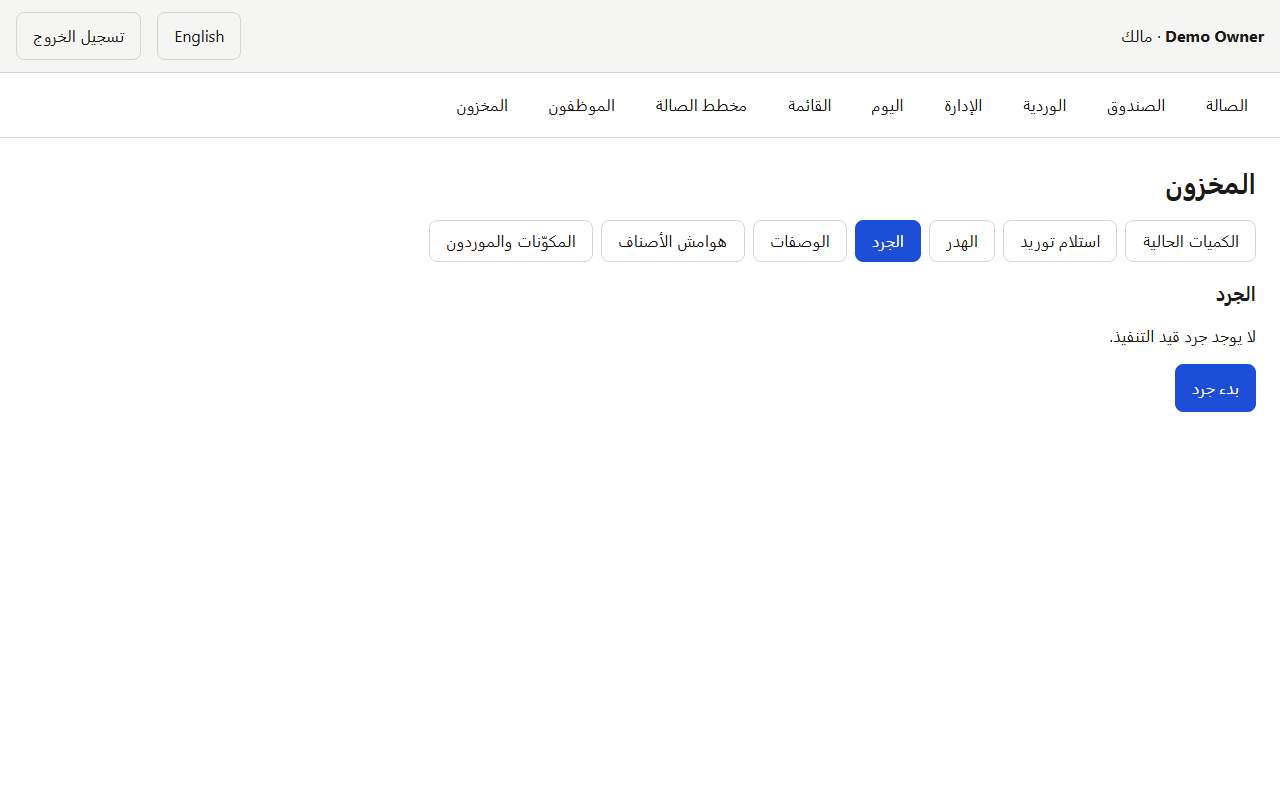 Demo Owner · مالك
English
تسجيل الخروج
الصالة الصندوق الوردية الإدارة اليوم القائمة مخطط الصالة الموظفون المخزون
المخزون
الكميات الحالية استلام توريد الهدر الجرد الوصفات هوامش الأصناف المكوّنات والموردون
الجرد
لا يوجد جرد قيد التنفيذ.
بدء جرد